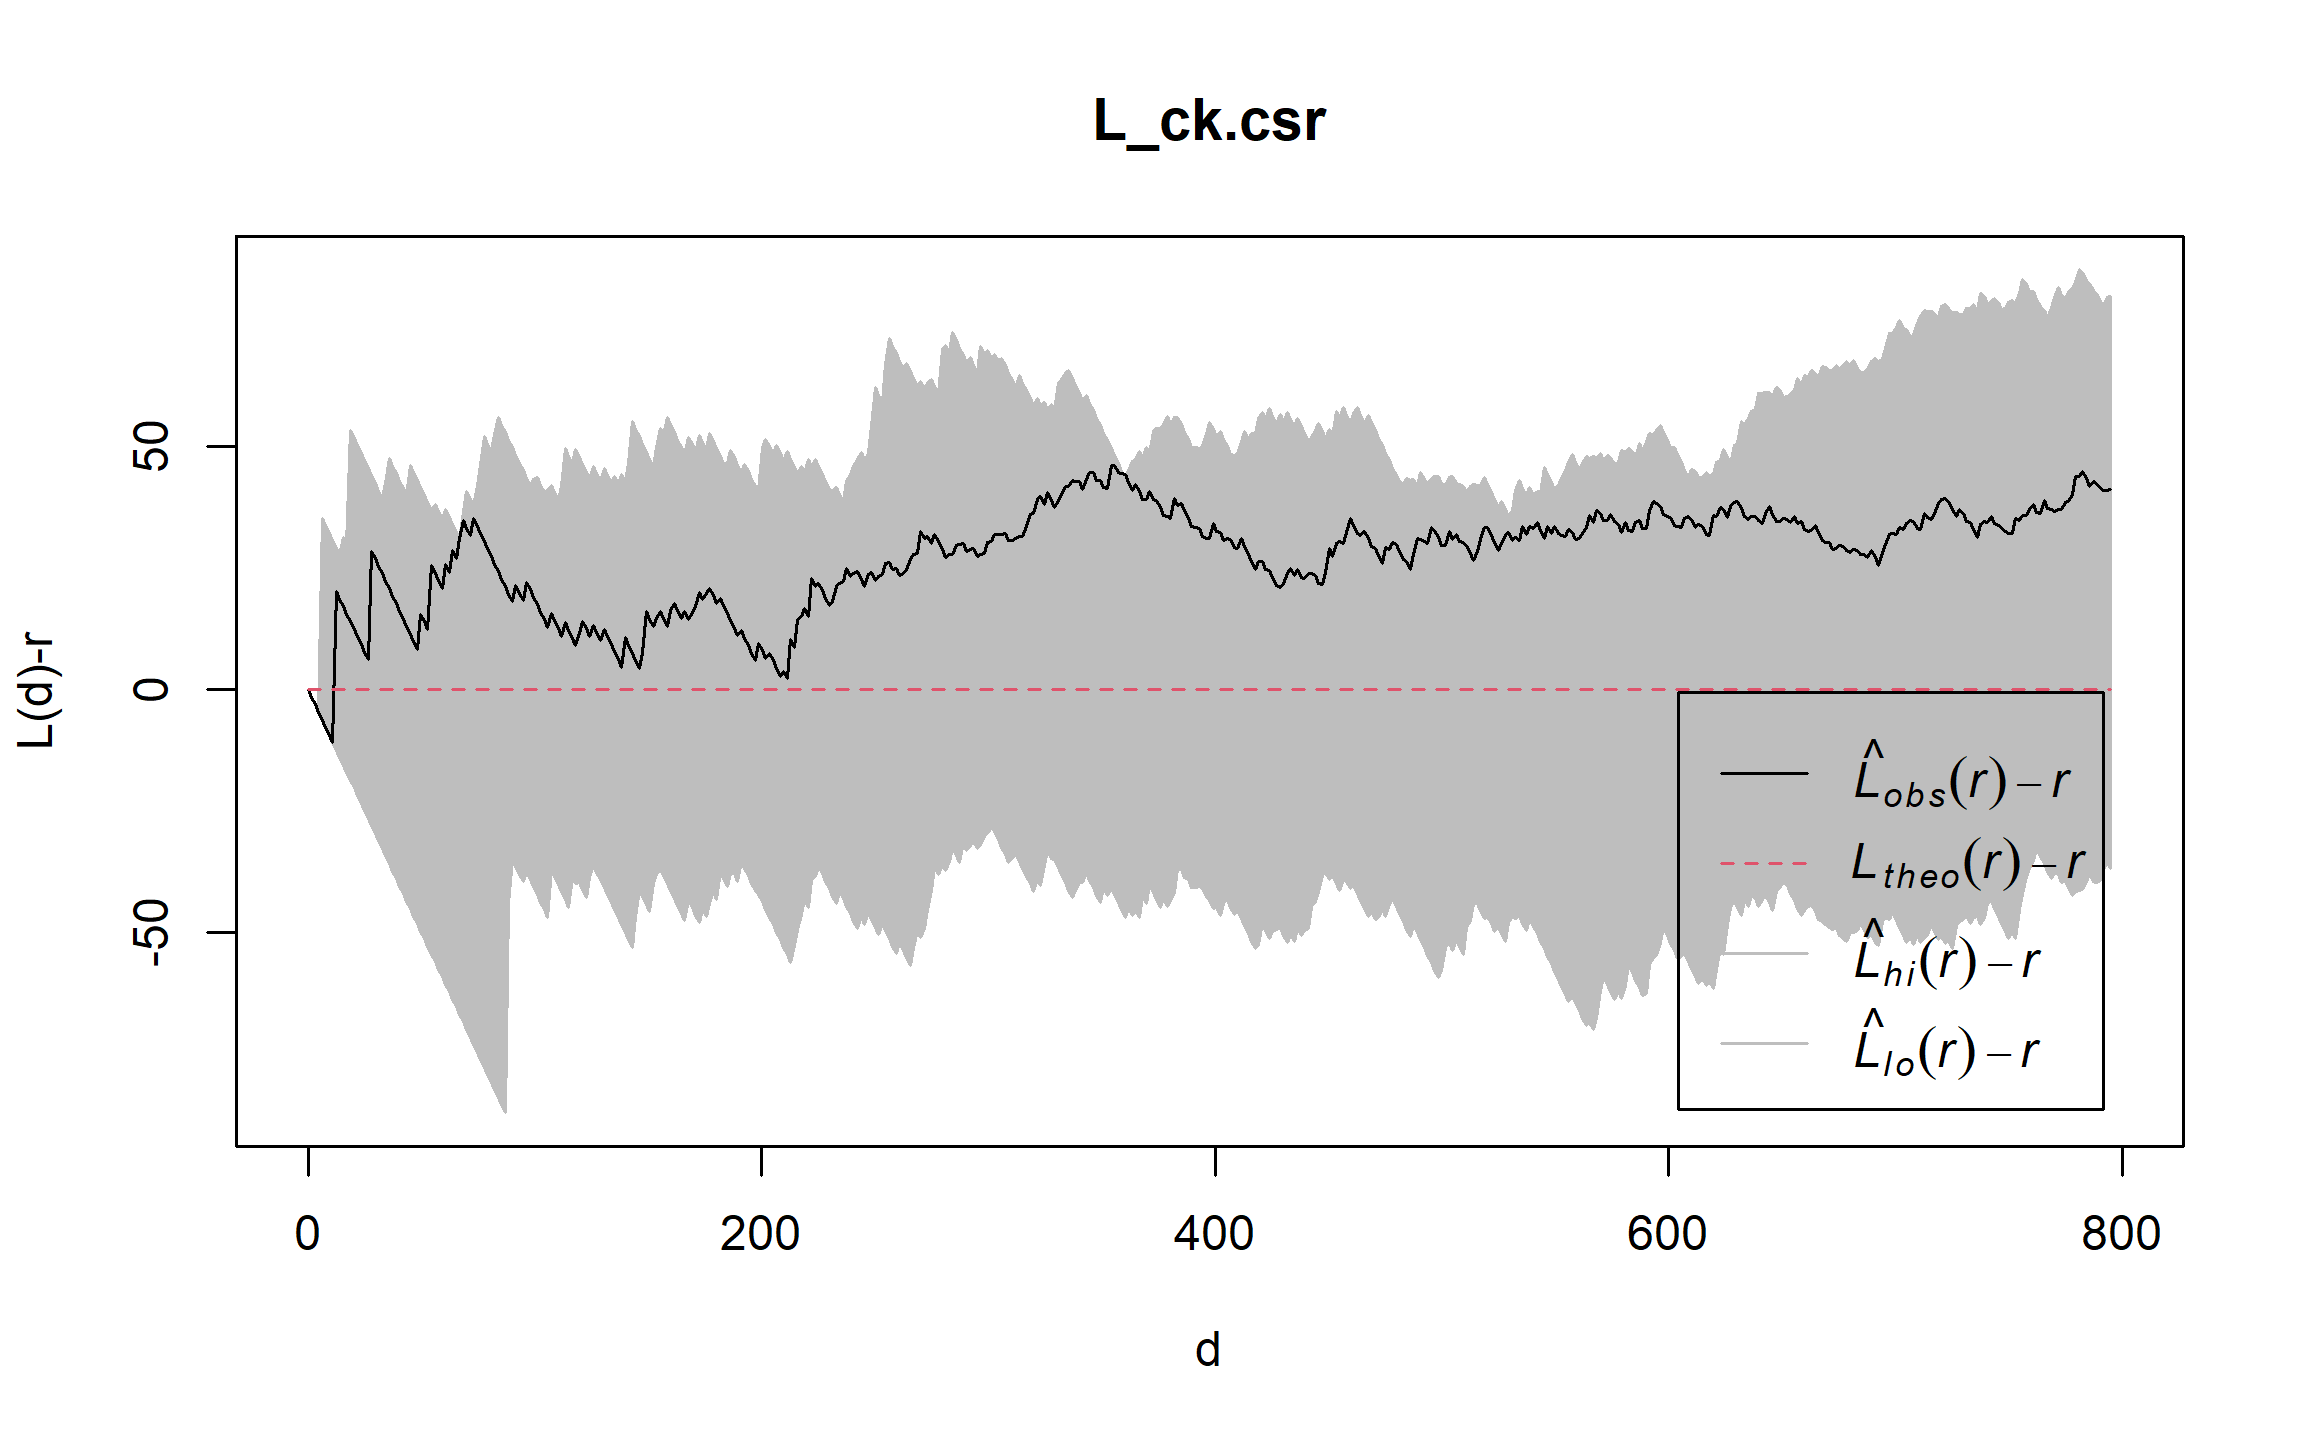 L_ck.csr
L(d)-r
50
0
-50
L̂obs(r) − r
Ltheo(r) − r
L̂hi(r) − r
L̂lo(r) − r
0 200 400 600 800
d